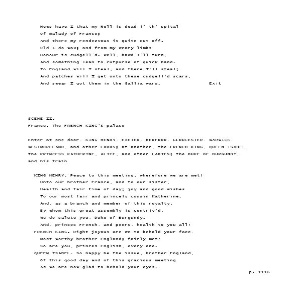 News have I that my Nell is dead i' th' spital
Of malady of France;
And there my rendezvous is quite cut off.
Old I do wax; and from my weary limbs
Honour is cudgell'd. Well, bawd I'll turn,
And something lean to cutpurse of quick hand.
To England will I steal, and there I'll steal;
And patches will I get unto these cudgell'd scars,
And swear I got them in the Gallia wars. Exit
SCENE II.
France. The FRENCH KING'S palace
Enter at one door, KING HENRY, EXETER, BEDFORD, GLOUCESTER, WARWICK,
WESTMORELAND, and other LORDS; at another, the FRENCH KING, QUEEN ISABEL,
the PRINCESS KATHARINE, ALICE, and other LADIES; the DUKE OF BURGUNDY,
and his train
KING HENRY. Peace to this meeting, wherefore we are met!
Unto our brother France, and to our sister,
Health and fair time of day; joy and good wishes
To our most fair and princely cousin Katharine.
And, as a branch and member of this royalty,
By whom this great assembly is contriv'd,
We do salute you, Duke of Burgundy.
And, princes French, and peers, health to you all!
FRENCH KING. Right joyous are we to behold your face,
Most worthy brother England; fairly met!
So are you, princes English, every one.
QUEEN ISABEL. So happy be the issue, brother England,
Of this good day and of this gracious meeting
As we are now glad to behold your eyes-